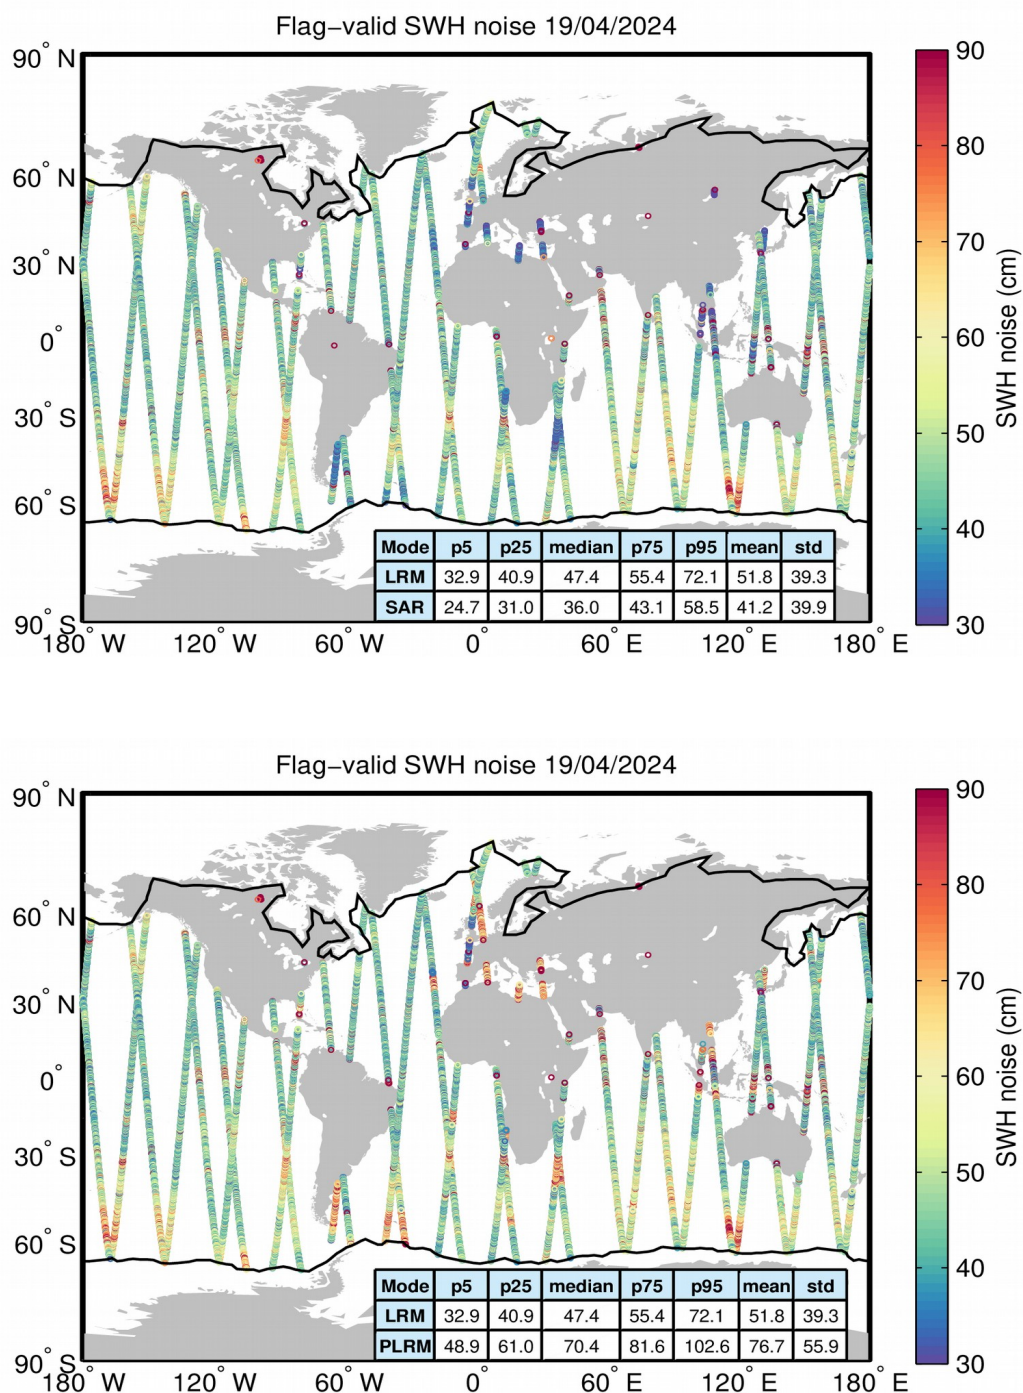 Flag−valid SWH noise 19/04/2024
90° N
60° N
30° N
0°
30° S
60° S
90° S
180° W 120° W 60° W 0° 60° E 120° E 180° E
Mode p5 p25 median p75 p95 mean std
LRM 32.9 40.9 47.4 55.4 72.1 51.8 39.3
SAR 24.7 31.0 36.0 43.1 58.5 41.2 39.9
90
80
70
60
50
40
30
SWH noise (cm)
Flag−valid SWH noise 19/04/2024
90° N
60° N
30° N
0°
30° S
60° S
90° S
180° W 120° W 60° W 0° 60° E 120° E 180° E
Mode p5 p25 median p75 p95 mean std
LRM 32.9 40.9 47.4 55.4 72.1 51.8 39.3
PLRM 48.9 61.0 70.4 81.6 102.6 76.7 55.9
90
80
70
60
50
40
30
SWH noise (cm)